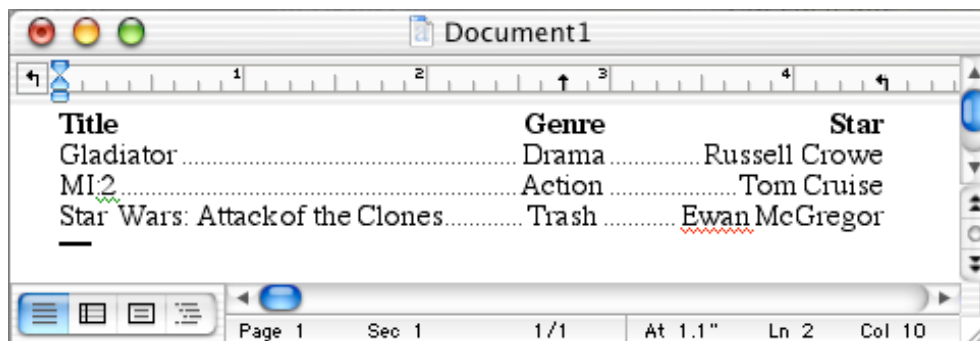 Document1
1 2 3 4
Title Genre Star
Gladiator ............ Drama ............ Russell Crowe
MI:2 ............ Action ............ Tom Cruise
Star Wars: Attack of the Clones ............ Trash ............ Ewan McGregor
Page 1 Sec 1 1/1 At 1.1" Ln 2 Col 10